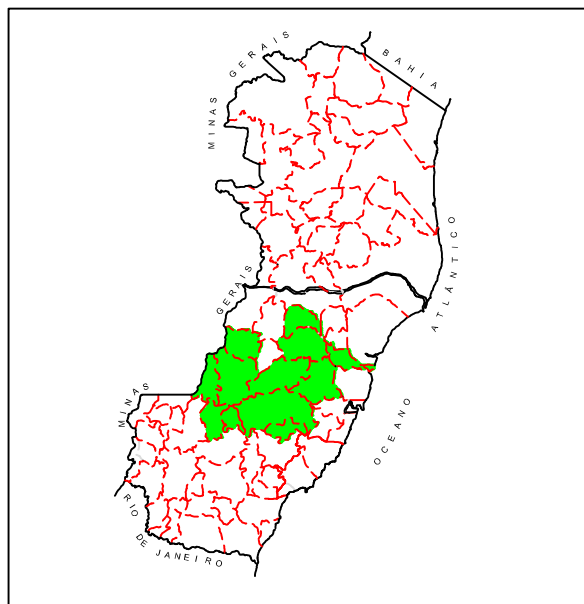 MINAS GERAIS
BAHIA
ATLÂNTICO
OCEANO
MINAS GERAIS
RIO DE JANEIRO